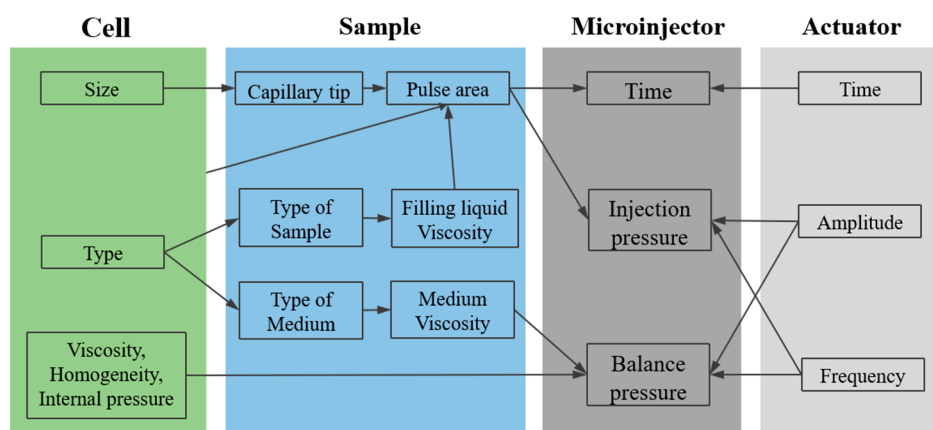 Cell
Sample
Microinjector
Actuator
Size
Capillary tip
Pulse area
Time
Time
Type of
Sample
Filling liquid
Viscosity
Injection
pressure
Amplitude
Type
Type of
Medium
Medium
Viscosity
Viscosity,
Homogeneity,
Internal pressure
Balance
pressure
Frequency